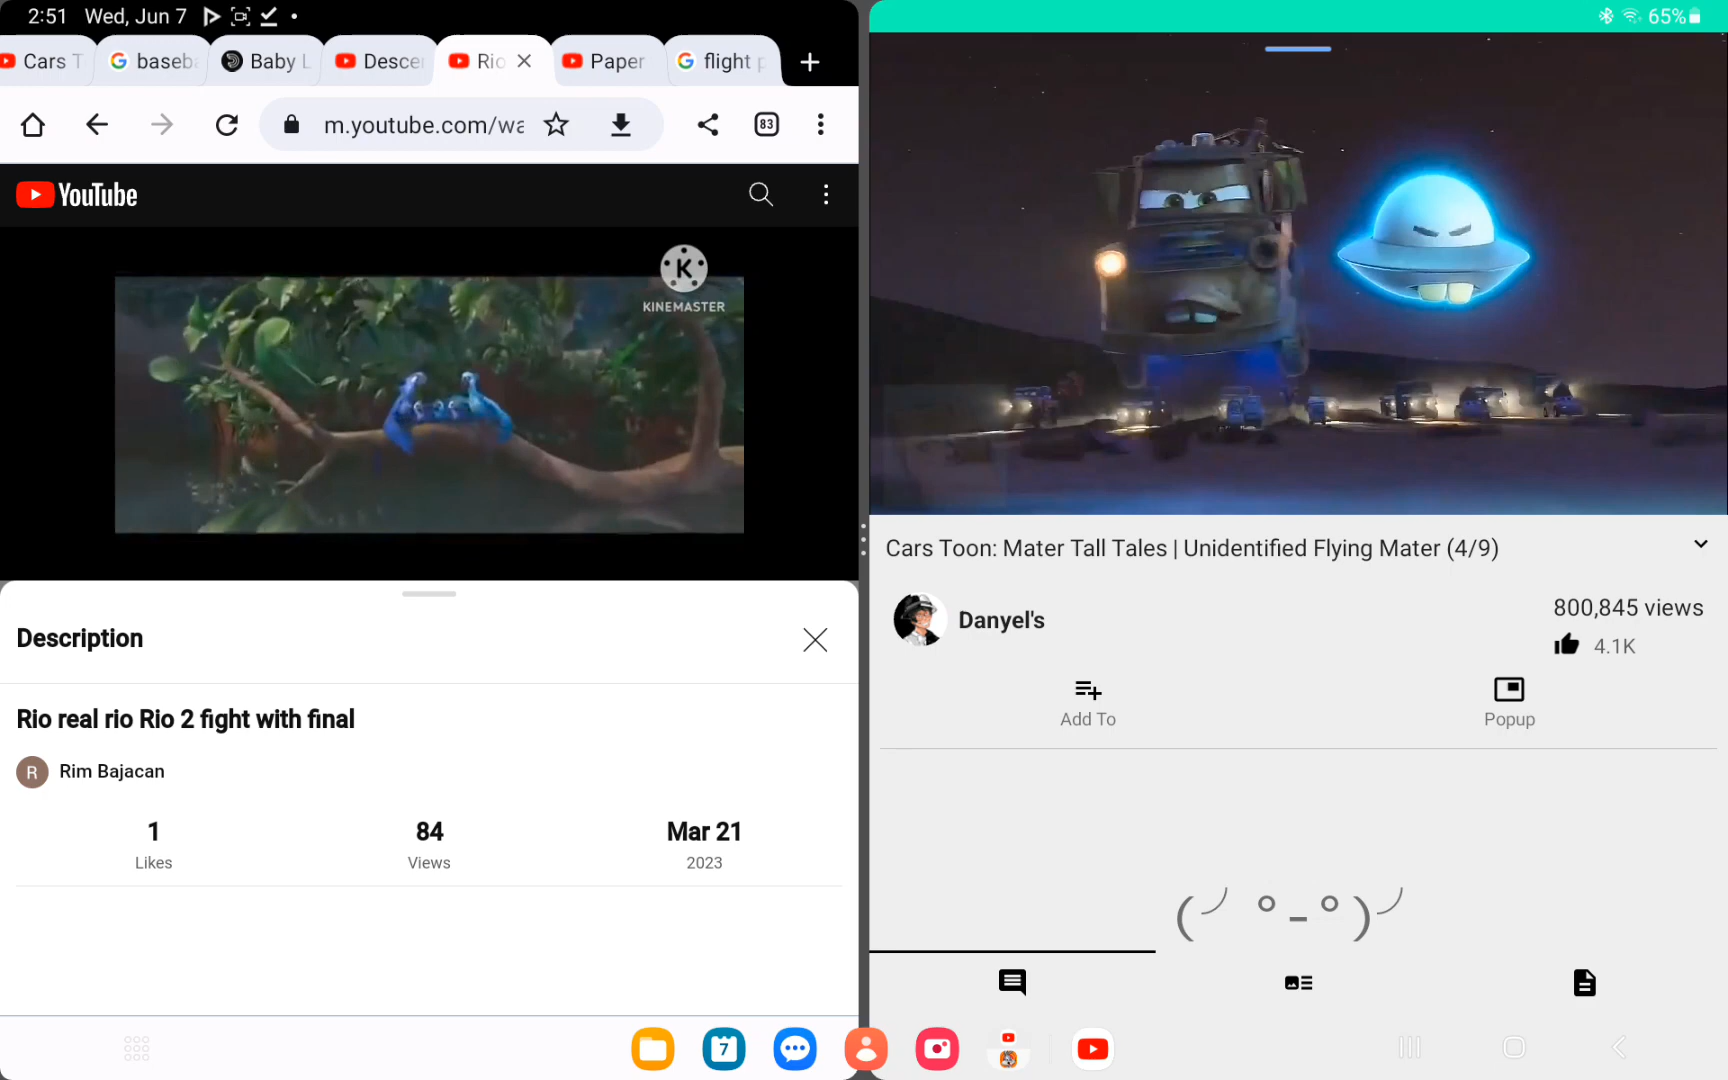 2:51 Wed, Jun 7
65%
Cars T
baseba
Baby L
Descer
Rio
Paper
flight p
m.youtube.com/wa
83
YouTube
K
KINEMASTER
Description
Rio real rio Rio 2 fight with final
R Rim Bajacan
1 84 Mar 21
Likes Views 2023
Cars Toon: Mater Tall Tales | Unidentified Flying Mater (4/9)
Danyel's
800,845 views
4.1K
Add To
Popup
(╯°-°)╯
7